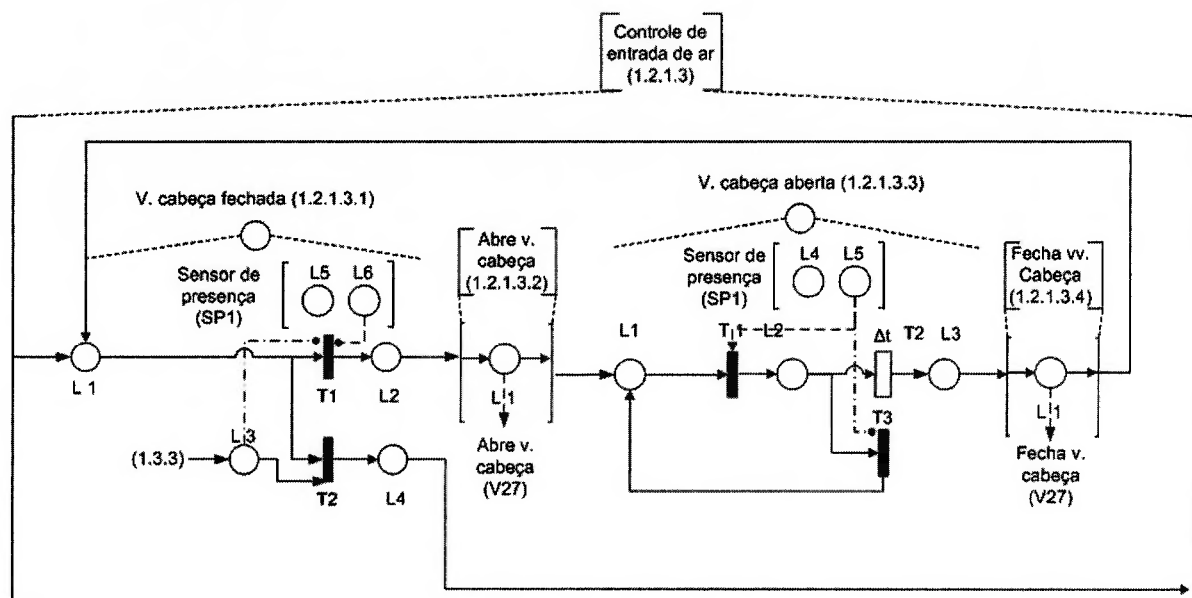 Controle de
entrada de ar
(1.2.1.3)
V. cabeça fechada (1.2.1.3.1)
V. cabeça aberta (1.2.1.3.3)
Sensor de
presença
(SP1)
L5 L6
Abre v.
cabeça
(1.2.1.3.2)
Sensor de
presença
(SP1)
L4 L5
Fecha vv.
Cabeça
(1.2.1.3.4)
L 1
T1
L2
L 1
Abre v.
cabeça
(V27)
L1
T 1
L2
Δt
T2
L3
T3
L 1
Fecha v.
cabeça
(V27)
(1.3.3)
L 3
T2
L4